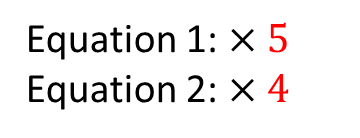 Equation 1: × 5
Equation 2: × 4